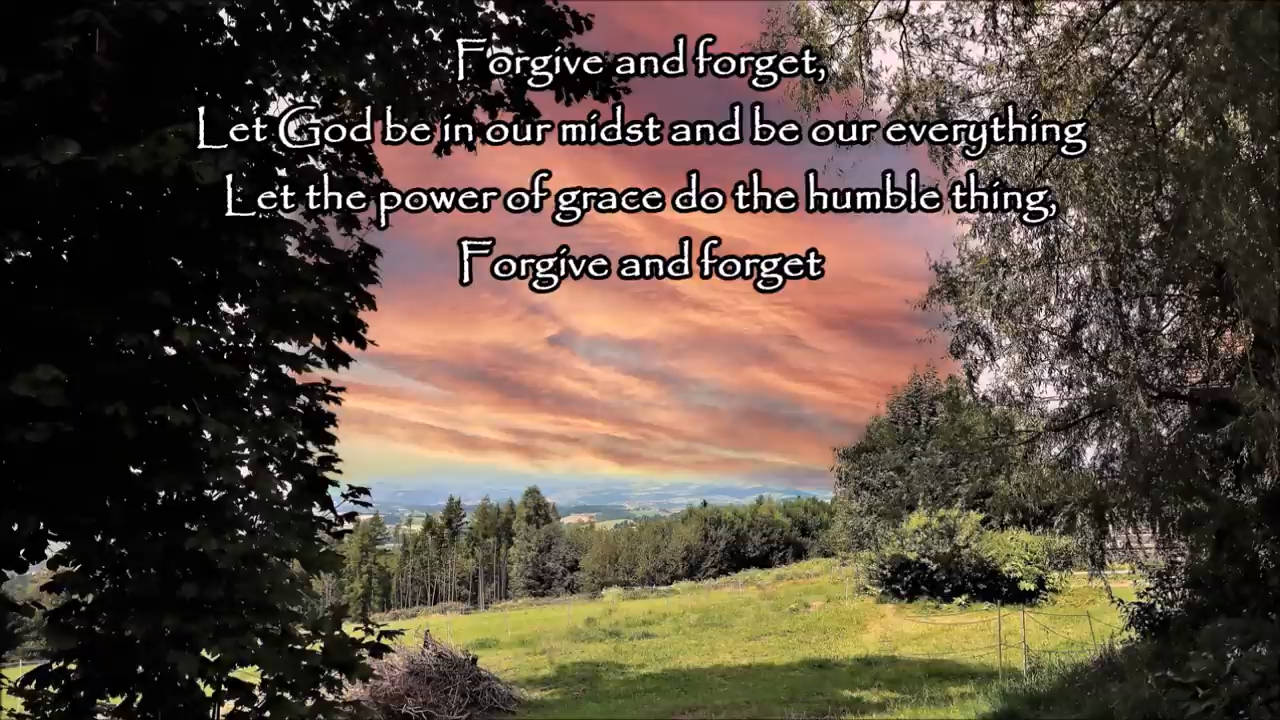 Forgive and forget,
Let God be in our midst and be our everything
Let the power of grace do the humble thing,
Forgive and forget